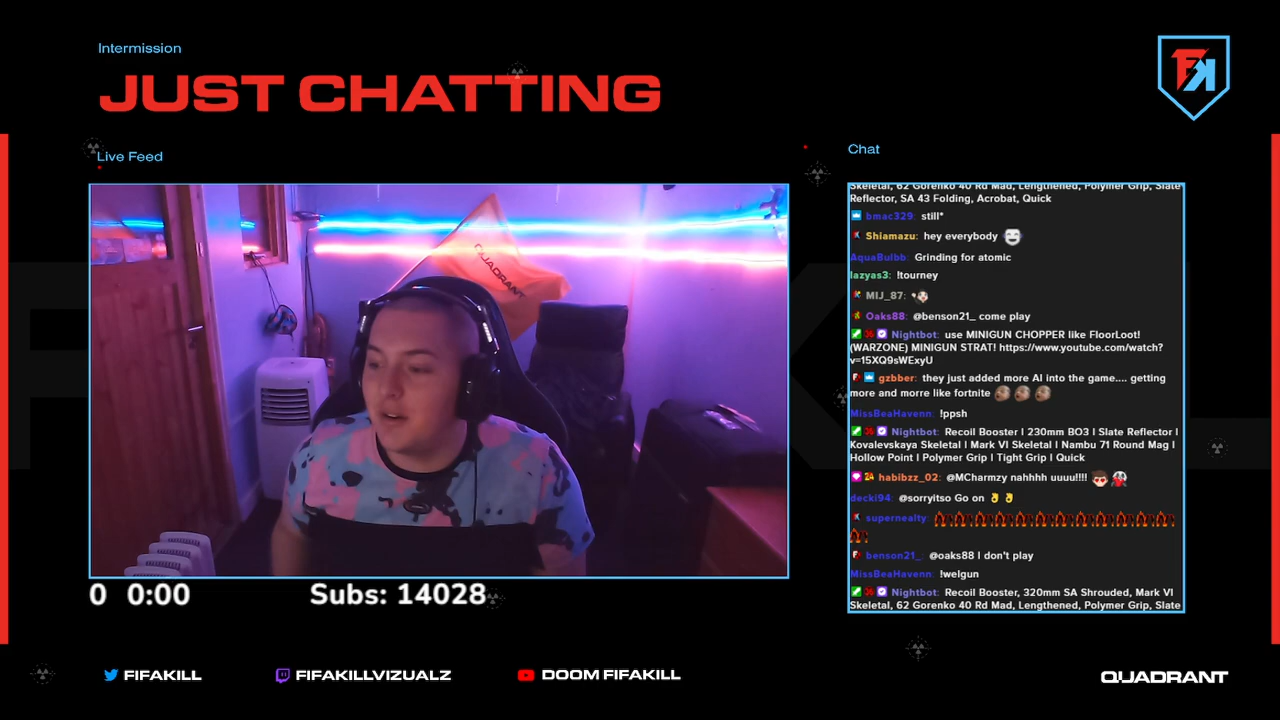 Intermission
JUST CHATTING
FK
Live Feed
Chat
QUADRANT
Skeletal, 62 Gorenko 40 Rd Mad, Lengthened, Polymer Grip, Slate
Reflector, SA 43 Folding, Acrobat, Quick
bmac329: still*
Shiamazu: hey everybody
AquaBulbb: Grinding for atomic
lazyas3: !tourney
MIJ_87:
Oaks88: @benson21_ come play
Nightbot: use MINIGUN CHOPPER like FloorLoot!
(WARZONE) MINIGUN STRAT! https://www.youtube.com/watch?
v=15XQ9sWExyU
gzbber: they just added more AI into the game.... getting
more and morre like fortnite
MissBeaHavenn: !ppsh
Nightbot: Recoil Booster | 230mm BO3 | Slate Reflector |
Kovalevskaya Skeletal | Mark VI Skeletal | Nambu 71 Round Mag |
Hollow Point | Polymer Grip | Tight Grip | Quick
habibzz_02: @MCharmzy nahhhh uuuu!!!!
decki94: @sorryitso Go on
supernealty:
benson21_: @oaks88 I don't play
MissBeaHavenn: !welgun
Nightbot: Recoil Booster, 320mm SA Shrouded, Mark VI
Skeletal, 62 Gorenko 40 Rd Mad, Lengthened, Polymer Grip, Slate
0 0:00
Subs: 14028
FIFAKILL
FIFAKILLVIZUALZ
DOOM FIFAKILL
QUADRANT